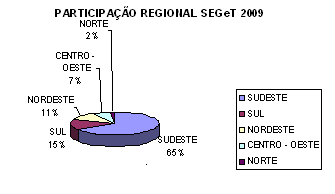 PARTICIPAÇÃO REGIONAL SEGeT 2009
NORTE
2%
CENTRO -
OESTE
7%
NORDESTE
11%
SUL
15%
SUDESTE
65%
SUDESTE
SUL
NORDESTE
CENTRO - OESTE
NORTE